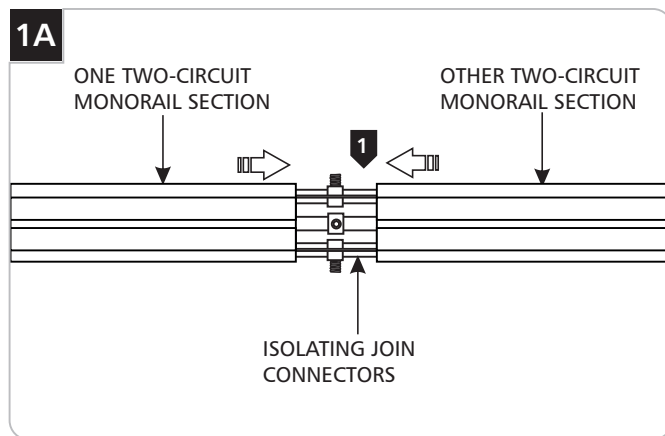 1A
ONE TWO-CIRCUIT
MONORAIL SECTION
OTHER TWO-CIRCUIT
MONORAIL SECTION
1
ISOLATING JOIN
CONNECTORS